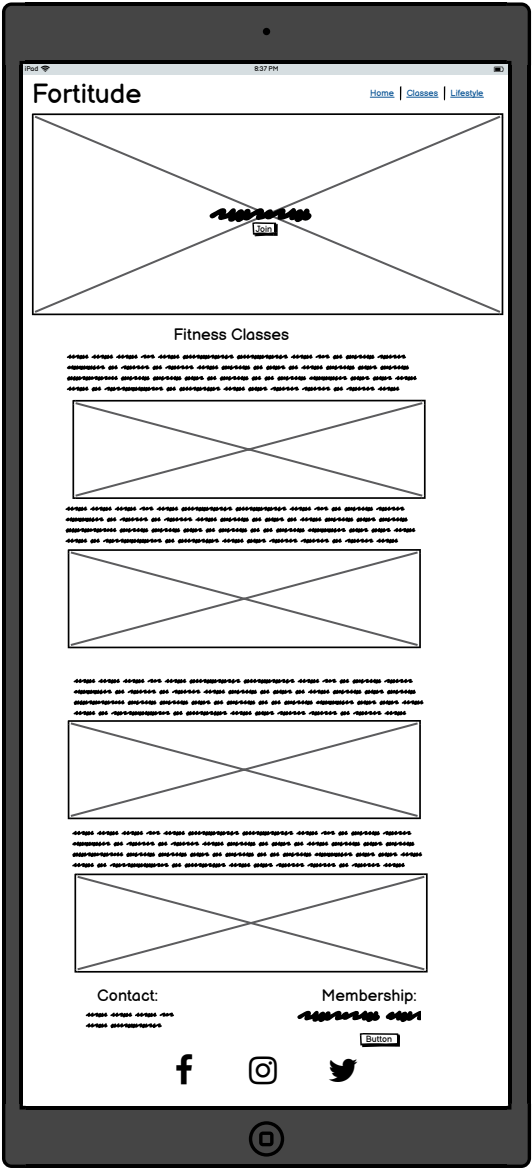 iPad 8:37 PM
Fortitude
Home | Classes | Lifestyle
Join
Fitness Classes
Contact: Membership:
Button